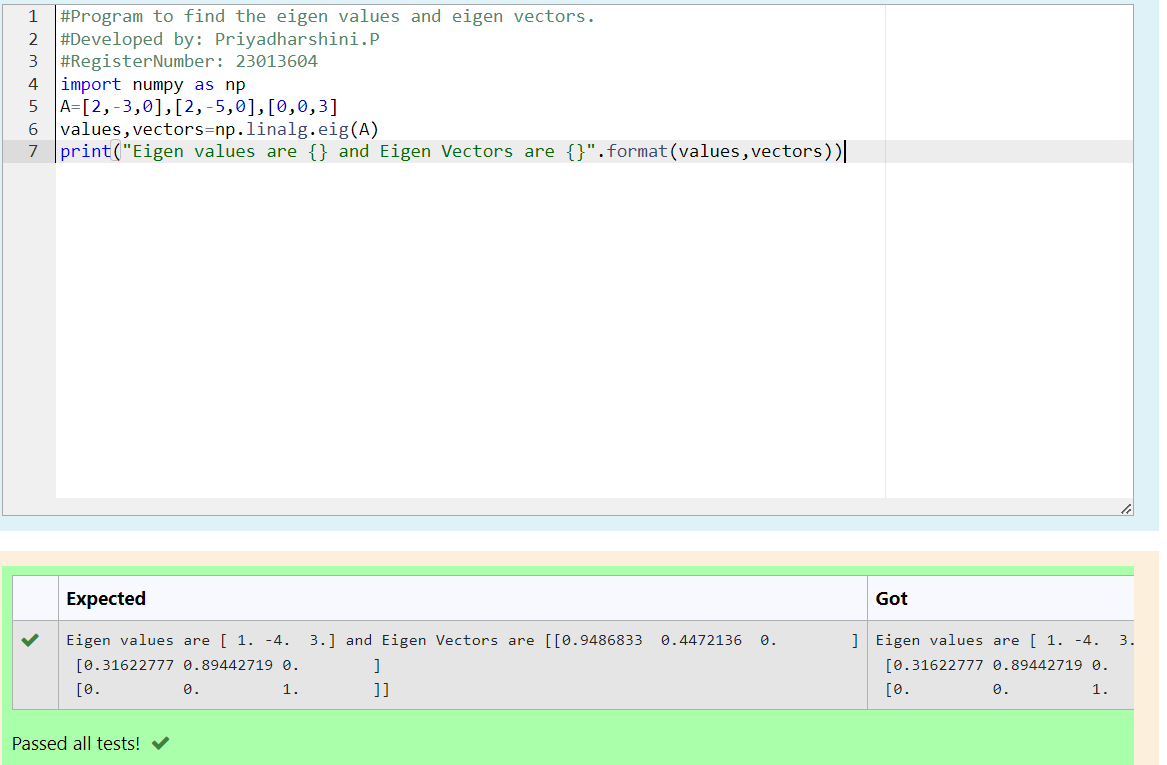 1 #Program to find the eigen values and eigen vectors.
2 #Developed by: Priyadharshini.P
3 #RegisterNumber: 23013604
4 import numpy as np
5 A=[2,-3,0],[2,-5,0],[0,0,3]
6 values,vectors=np.linalg.eig(A)
7 print("Eigen values are {} and Eigen Vectors are {}".format(values,vectors))
Expected Got
Eigen values are [ 1. -4.  3.] and Eigen Vectors are [[0.9486833  0.4472136  0.        ] Eigen values are [ 1. -4.  3.
[0.31622777 0.89442719 0.        ] [0.31622777 0.89442719 0.
[0.         0.         1.        ]] [0.         0.         1.
Passed all tests!